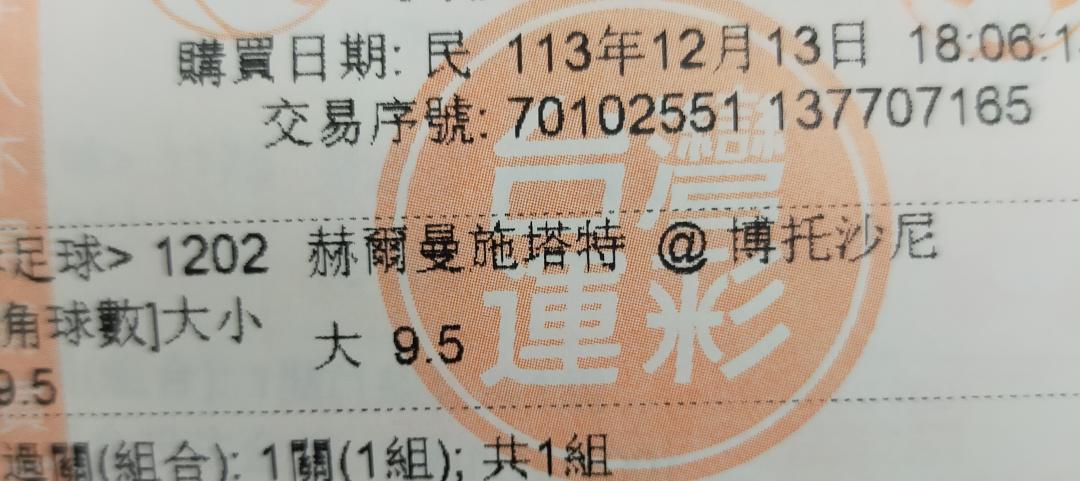 購買日期: 民 113年12月13日 18:06:1
交易序號: 70102551 137707165
台灣
運彩
足球> 1202 赫爾曼施塔特 @ 博托沙尼
角球數]大小 大 9.5
9.5
過關(組合): 1關(1組); 共1組